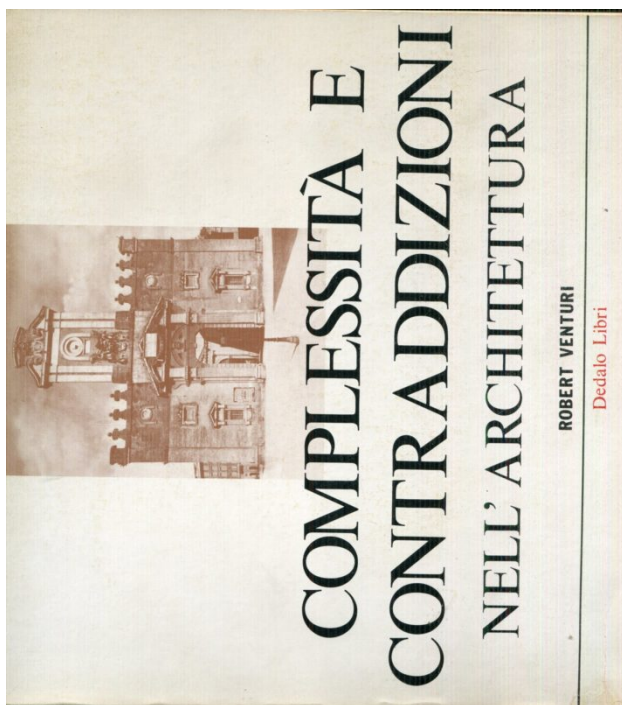 COMPLESSITÀ E
CONTRADDIZIONI
NELL' ARCHITETTURA
ROBERT VENTURI
Dedalo Libri